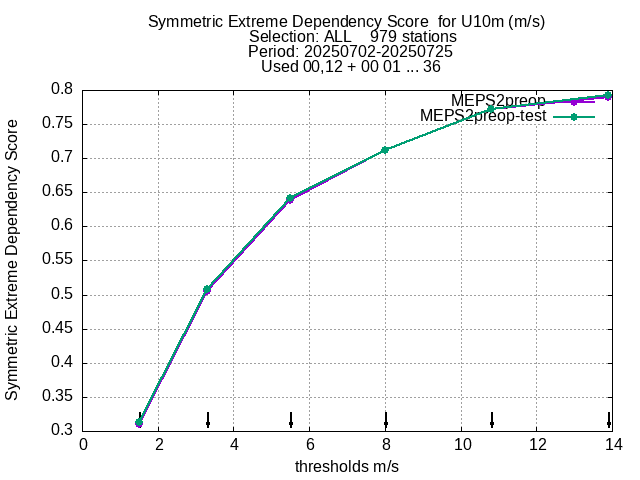 Symmetric Extreme Dependency Score  for U10m (m/s)
Selection: ALL    979 stations
Period: 20250702-20250725
Used 00,12 + 00 01 ... 36
Symmetric Extreme Dependency Score
0.8
0.75
0.7
0.65
0.6
0.55
0.5
0.45
0.4
0.35
0.3
MEPS2preop
MEPS2preop-test
0 2 4 6 8 10 12 14
thresholds m/s